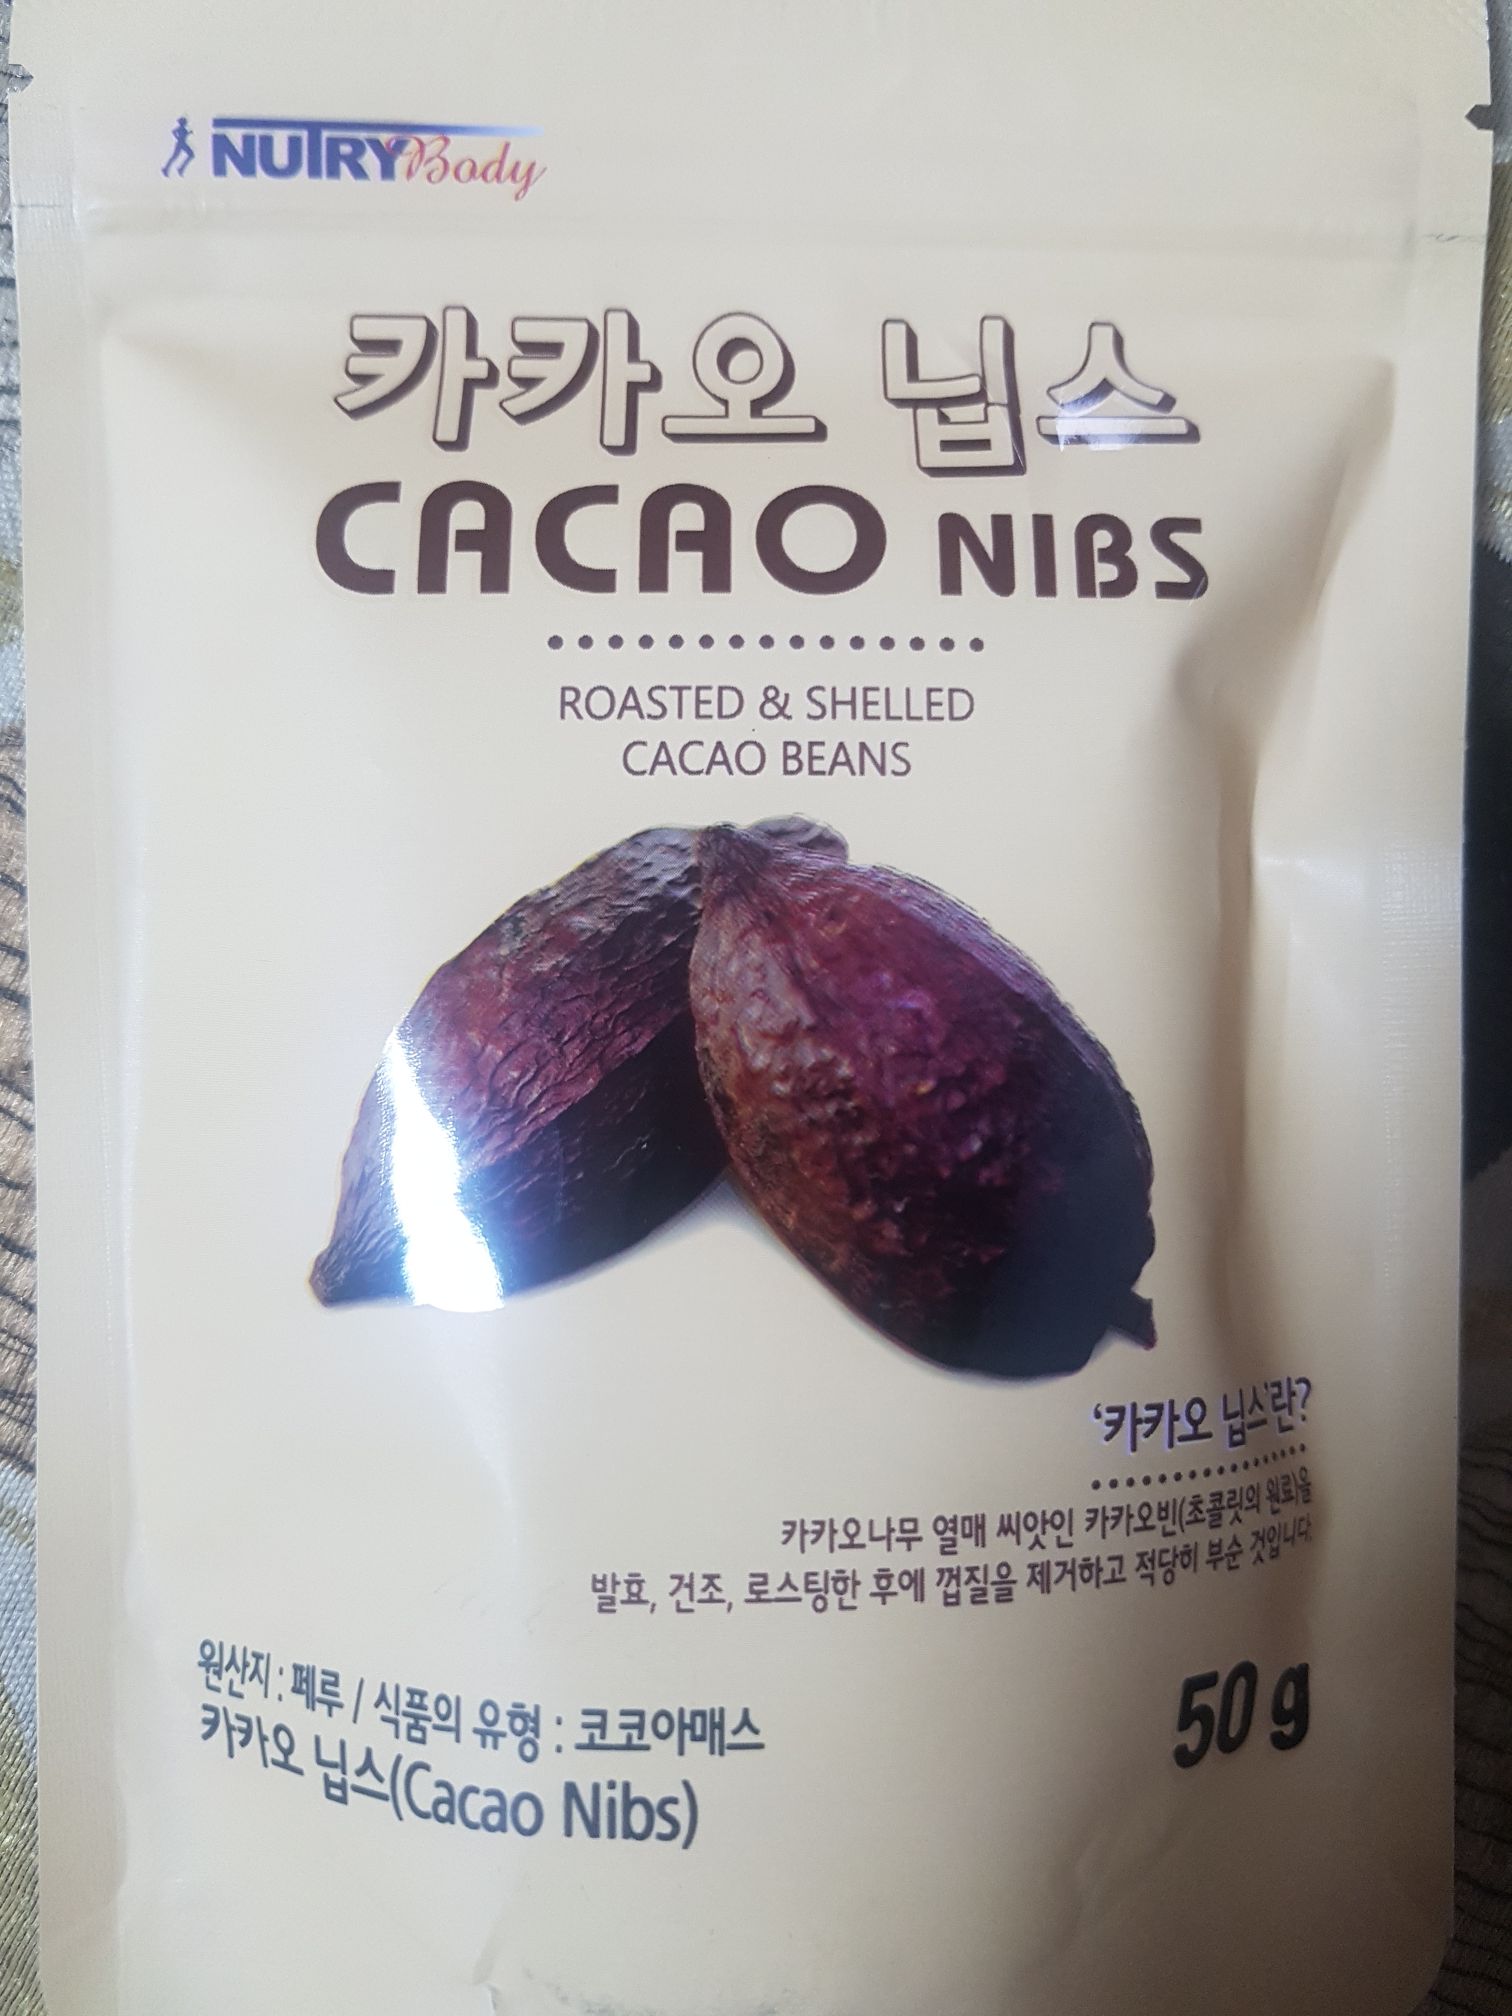 NUTRYBody
카카오 닙스
CACAO NIBS
ROASTED & SHELLED
CACAO BEANS
'카카오 닙스'란?
카카오나무 열매 씨앗인 카카오빈(초콜릿의 원료)을
발효, 건조, 로스팅한 후에 껍질을 제거하고 적당히 부순 것입니다.
원산지 : 페루 / 식품의 유형 : 코코아매스
카카오 닙스(Cacao Nibs)
50 g